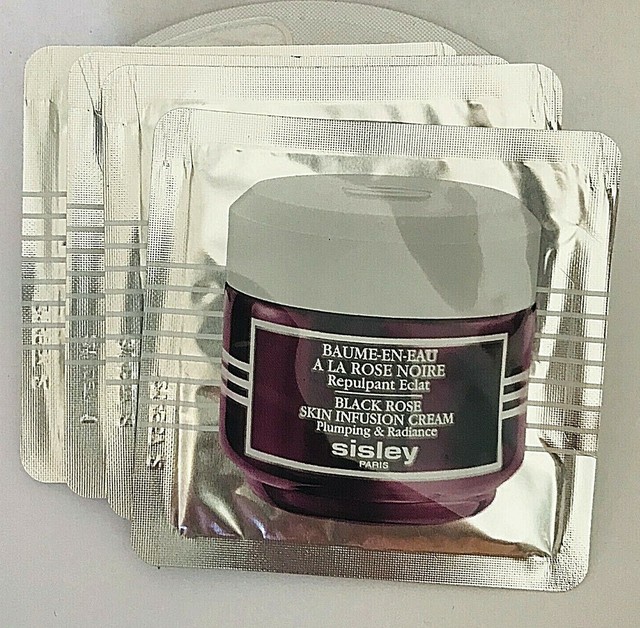 BAUME-EN-EAU
A LA ROSE NOIRE
Repulpant Eclat
BLACK ROSE
SKIN INFUSION CREAM
Plumping & Radiance
sisley
PARIS